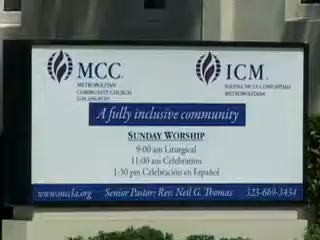 MCC.
METROPOLITAN
COMMUNITY CHURCH
LOS ANGELES
ICM.
IGLESIA DE LA COMUNIDAD
METROPOLITANA
A fully inclusive community
SUNDAY WORSHIP
9:00 am Liturgical
11:00 am Celebration
1:30 pm Celebración en Español
www.mccla.org Senior Pastor: Rev. Neil G. Thomas 323-669-3434